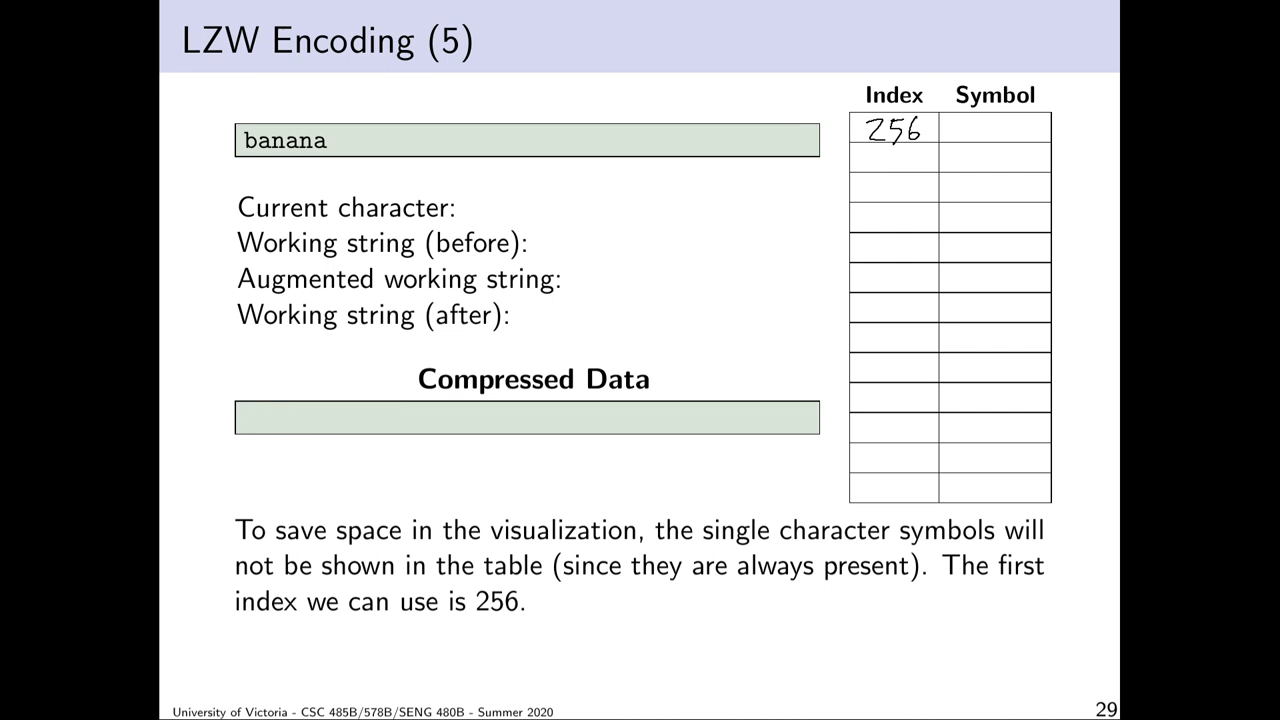 LZW Encoding (5)
Index Symbol
256
banana
Current character:
Working string (before):
Augmented working string:
Working string (after):
Compressed Data
To save space in the visualization, the single character symbols will
not be shown in the table (since they are always present). The first
index we can use is 256.
University of Victoria - CSC 485B/578B/SENG 480B - Summer 2020
29